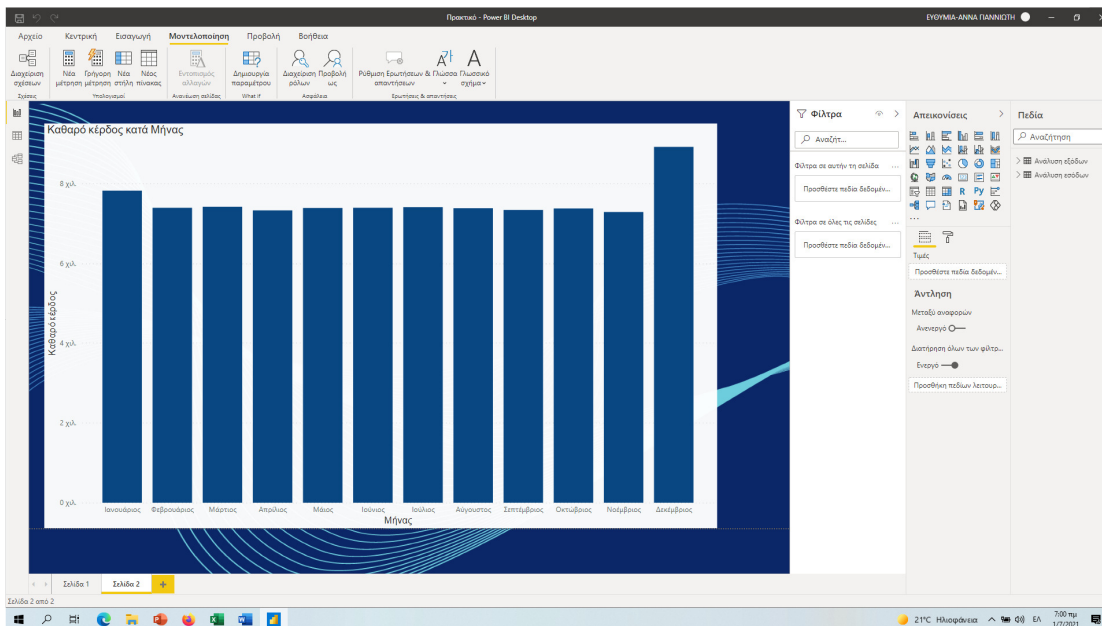 Πρακτικό - Power BI Desktop
ΕΥΘΥΜΙΑ-ΑΝΝΑ ΓΙΑΝΝΙΩΤΗ
Αρχείο Κεντρική Εισαγωγή Μοντελοποίηση Προβολή Βοήθεια
Διαχείριση σχέσεων
Νέα μέτρηση
Γρήγορη μέτρηση
Νέα στήλη
Νέος πίνακας
Εντοπισμός αλλαγών
Δημιουργία παραμέτρου
Διαχείριση ρόλων
Προβολή ως
Ρύθμιση Ερωτήσεων & απαντήσεων
Γλώσσα
Γλωσσικό σχήμα
Σχέσεις Υπολογισμοί Ανανέωση σελίδας What if Ασφάλεια Ερωτήσεις & απαντήσεις
Καθαρό κέρδος κατά Μήνας
8 χιλ.
6 χιλ.
4 χιλ.
2 χιλ.
0 χιλ.
Καθαρό κέρδος
Ιανουάριος Φεβρουάριος Μάρτιος Απρίλιος Μάιος Ιούνιος Ιούλιος Αύγουστος Σεπτέμβριος Οκτώβριος Νοέμβριος Δεκέμβριος
Μήνας
Φίλτρα
Αναζήτ...
Φίλτρα σε αυτήν τη σελίδα ...
Προσθέστε πεδία δεδομέν...
Φίλτρα σε όλες τις σελίδες ...
Προσθέστε πεδία δεδομέν...
Απεικονίσεις
R Py
...
Τιμές
Προσθέστε πεδία δεδομέν...
Άντληση
Μεταξύ αναφορών
Ανενεργό
Διατήρηση όλων των φίλτρ...
Ενεργό
Προσθήκη πεδίων λειτουρ...
Πεδία
Αναζήτηση
Ανάλυση εξόδων
Ανάλυση εσόδων
Σελίδα 1 Σελίδα 2 +
Σελίδα 2 από 2
21°C Ηλιοφάνεια ΕΛ 7:00 πμ
1/7/2021